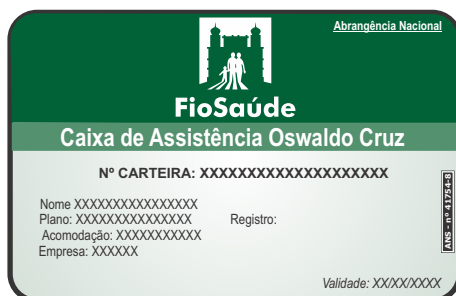 Abrangência Nacional
FioSaúde
Caixa de Assistência Oswaldo Cruz
Nº CARTEIRA: XXXXXXXXXXXXXXXXXXXX
Nome XXXXXXXXXXXXXXXX
Plano: XXXXXXXXXXXXXXX Registro:
Acomodação: XXXXXXXXXXX
Empresa: XXXXXX
ANS - nº 41754-8
Validade: XX/XX/XXXX